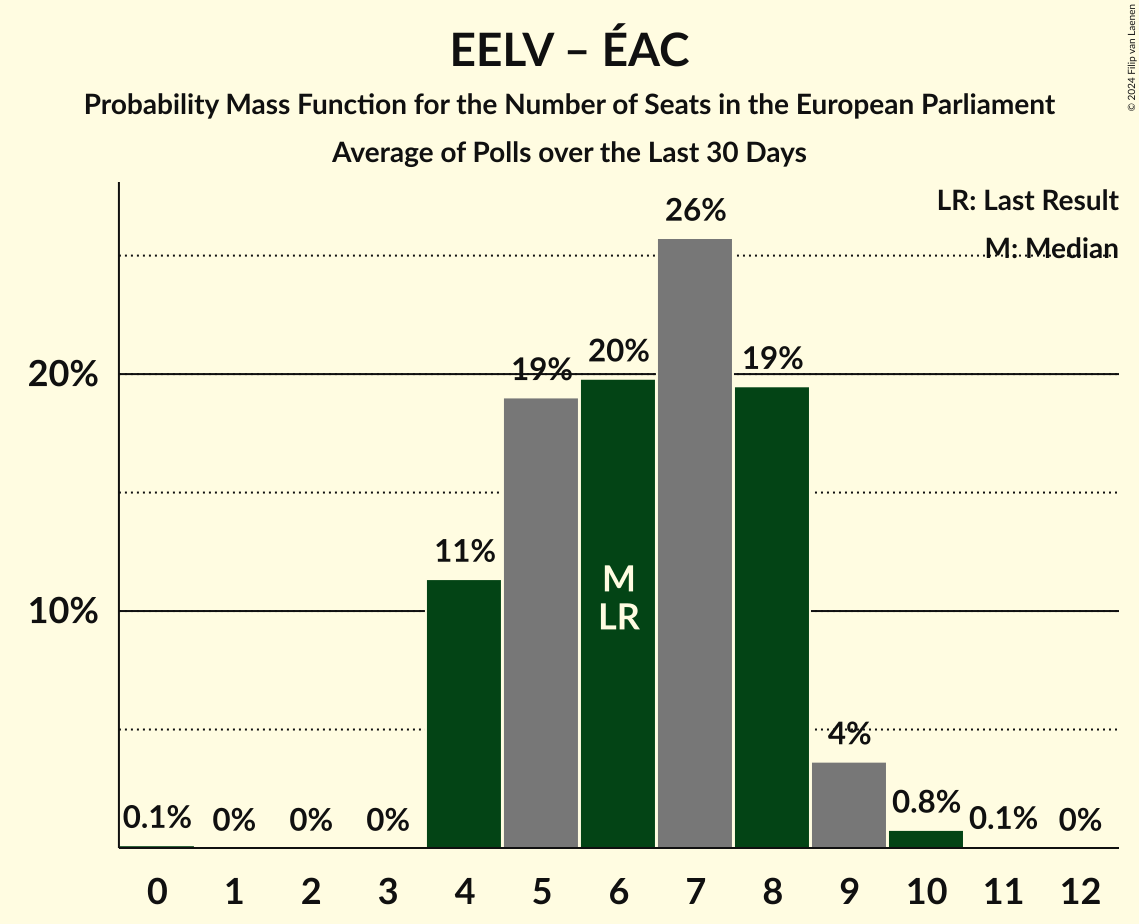 EELV – ÉAC
Probability Mass Function for the Number of Seats in the European Parliament
Average of Polls over the Last 30 Days
© 2024 Filip van Laenen
LR: Last Result
M: Median
26%
20%
19%
20%
19%
11%
10%
M
LR
4%
0.1%
0%
0%
0%
0.8%
0.1%
0%
0 1 2 3 4 5 6 7 8 9 10 11 12